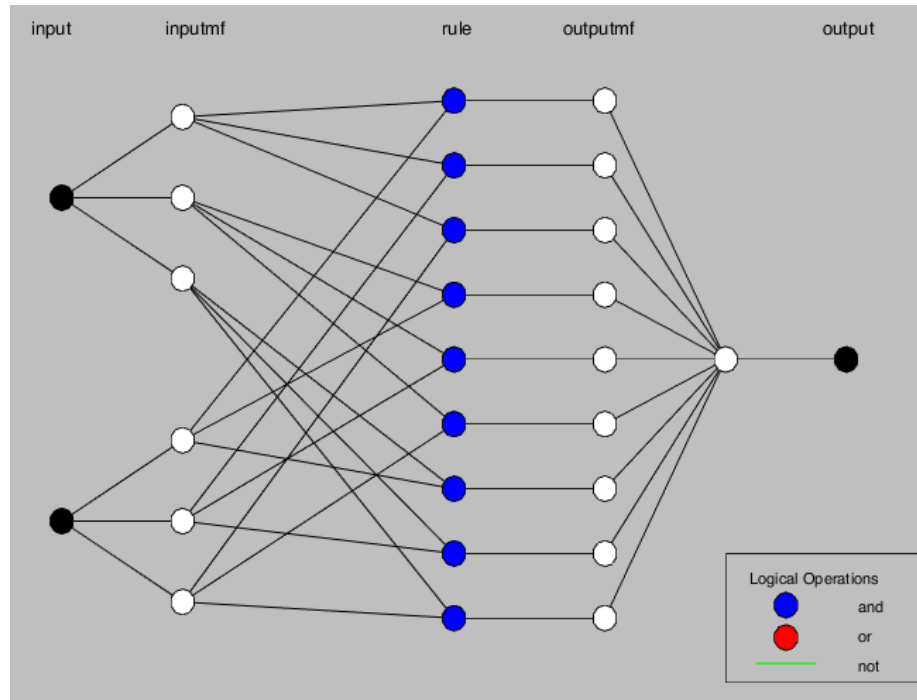 input inputmf rule outputmf output
Logical Operations
and
or
not